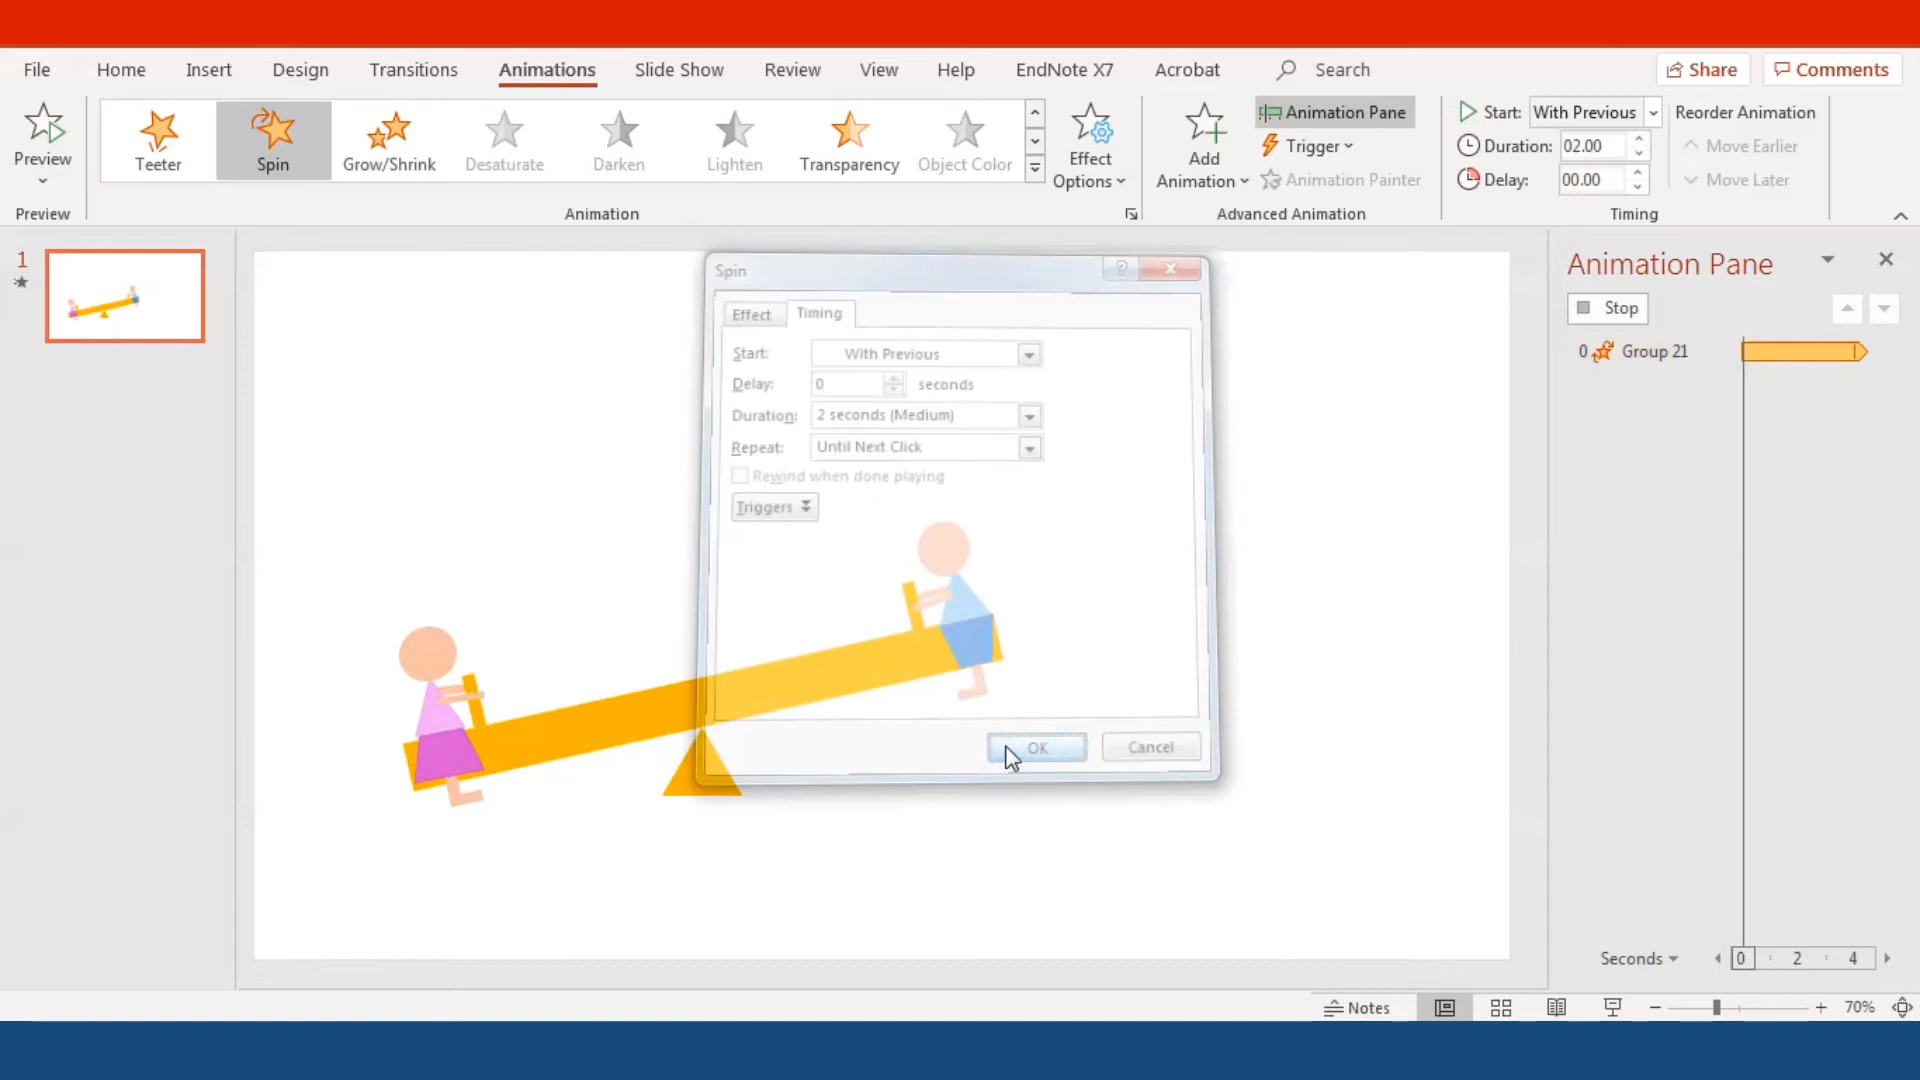 File Home Insert Design Transitions Animations Slide Show Review View Help EndNote X7 Acrobat Search Share Comments
Preview
Teeter Spin Grow/Shrink Desaturate Darken Lighten Transparency Object Color
Effect
Options
Add
Animation
Animation Pane
Trigger
Animation Painter
Start: With Previous
Duration: 02.00
Delay: 00.00
Reorder Animation
Move Earlier
Move Later
Preview Animation Advanced Animation Timing
1
Spin
?
Effect Timing
Start: With Previous
Delay: 0 seconds
Duration: 2 seconds (Medium)
Repeat: Until Next Click
Rewind when done playing
Triggers
OK Cancel
Animation Pane
Stop
0 Group 21
Seconds 0 2 4
Notes 70%